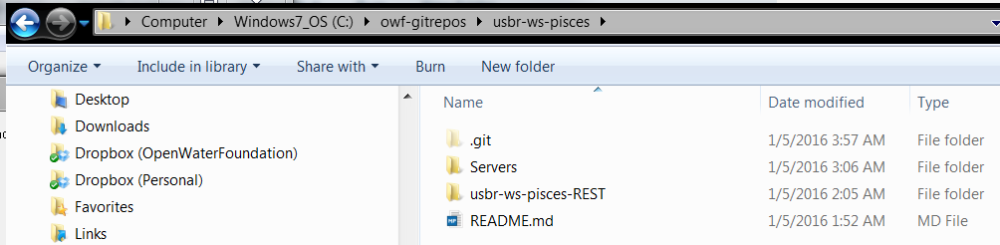 Computer Windows7_OS (C:) owf-gitrepos usbr-ws-pisces
Organize Include in library Share with Burn New folder
Desktop
Downloads
Dropbox (OpenWaterFoundation)
Dropbox (Personal)
Favorites
Links
Name Date modified Type
.git 1/5/2016 3:57 AM File folder
Servers 1/5/2016 3:06 AM File folder
usbr-ws-pisces-REST 1/5/2016 2:05 AM File folder
README.md 1/5/2016 1:52 AM MD File